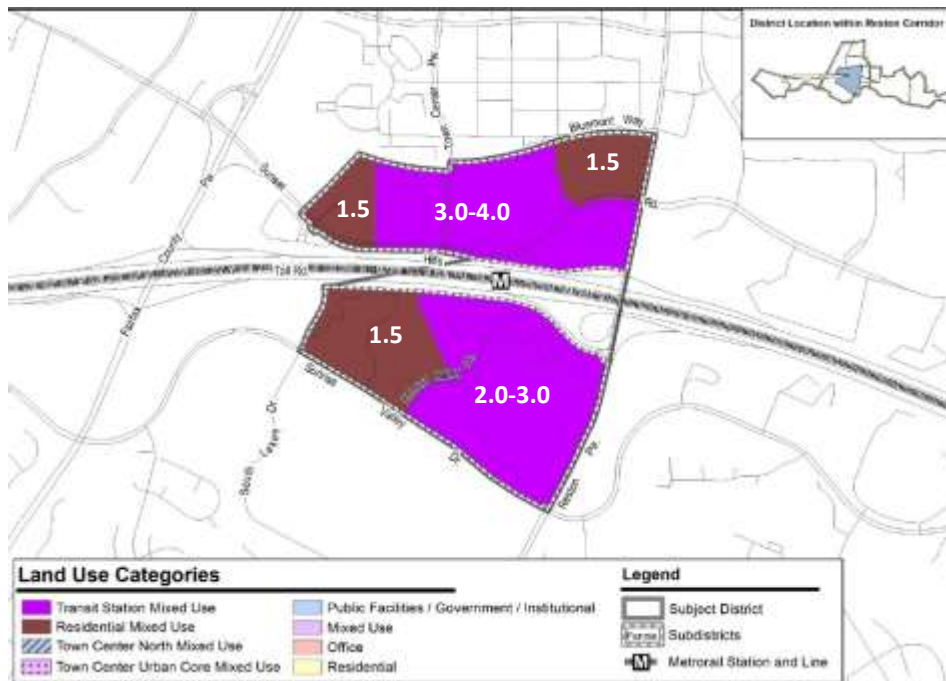 District Location within Reston Corridor
Bluemont Way
Town Center Pky
Sunset
1.5
1.5
3.0-4.0
Rd
Hills
Toll Rd
M
Fairfax County Pw
1.5
2.0-3.0
Sunrise Valley Dr
South Lakes Dr
Reston Pw
Land Use Categories
Transit Station Mixed Use
Residential Mixed Use
Town Center North Mixed Use
Town Center Urban Core Mixed Use
Public Facilities / Government / Institutional
Mixed Use
Office
Residential
Legend
Subject District
Subdistricts
M Metrorail Station and Line